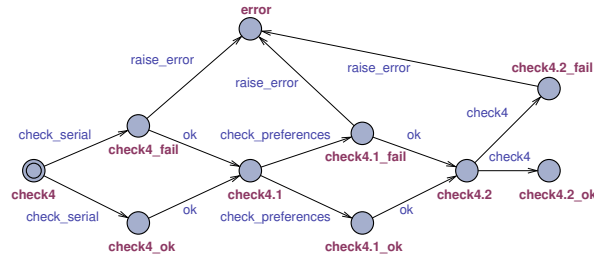 error
raise_error
raise_error
raise_error
check4.2_fail
check_serial
check4_fail
ok
check_preferences
check4.1_fail
ok
check4
check4
check4
check4.1
check4.2
check4.2_ok
check_serial
ok
check_preferences
ok
check4_ok
check4.1_ok